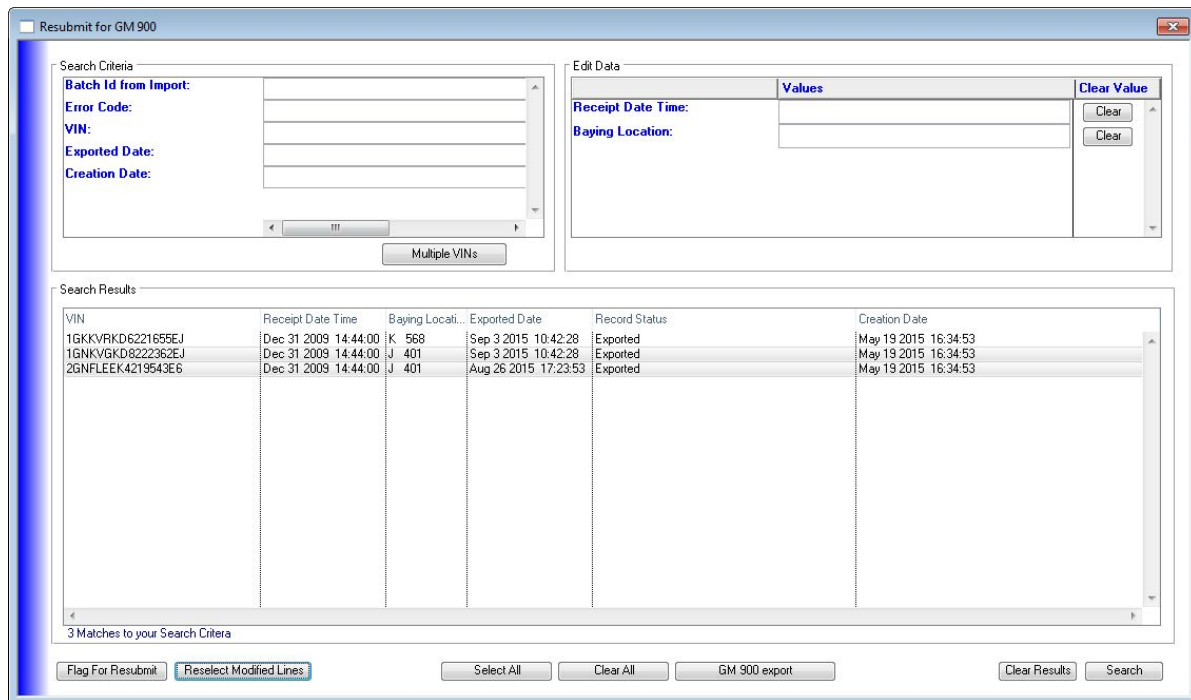 Resubmit for GM 900
Search Criteria
Batch Id from Import:
Error Code:
VIN:
Exported Date:
Creation Date:
Multiple VINs
Edit Data
Values Clear Value
Receipt Date Time: Clear
Baying Location: Clear
Search Results
VIN Receipt Date Time Baying Locati... Exported Date Record Status Creation Date
1GKKVRKD6221655EJ Dec 31 2009 14:44:00 K 568 Sep 3 2015 10:42:28 Exported May 19 2015 16:34:53
1GNKVGKD8222362EJ Dec 31 2009 14:44:00 J 401 Sep 3 2015 10:42:28 Exported May 19 2015 16:34:53
2GNFLEEK4219543E6 Dec 31 2009 14:44:00 J 401 Aug 26 2015 17:23:53 Exported May 19 2015 16:34:53
3 Matches to your Search Critera
Flag For Resubmit Reselect Modified Lines Select All Clear All GM 900 export Clear Results Search